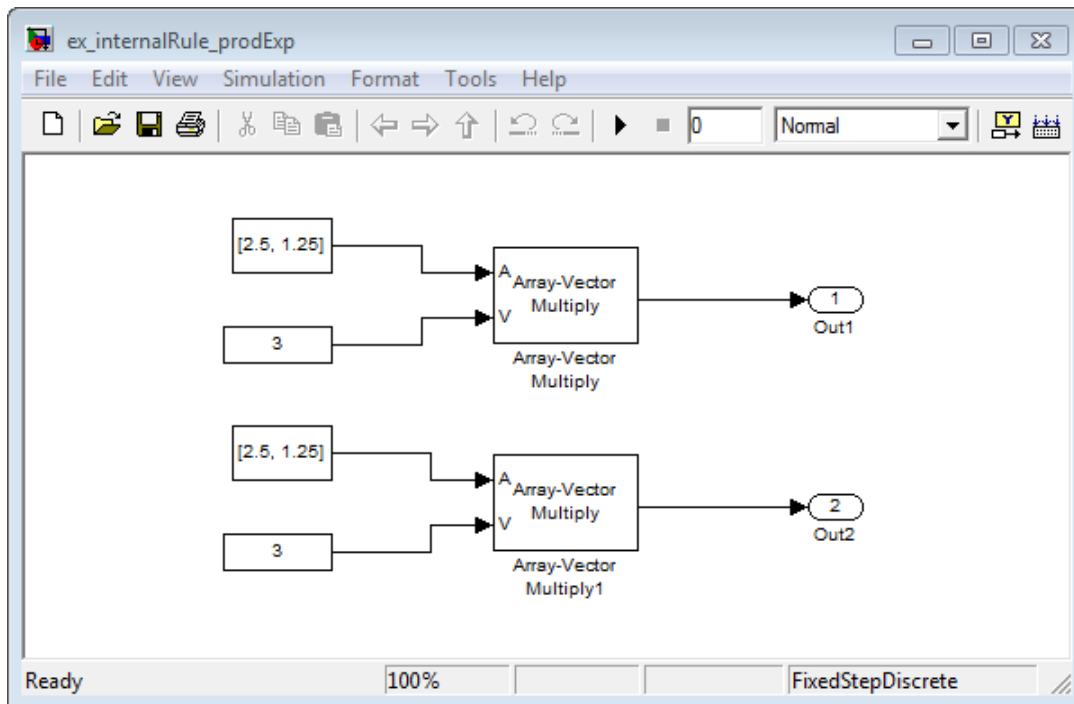 ex_internalRule_prodExp
File Edit View Simulation Format Tools Help
0 Normal
[2.5, 1.25]
A Array-Vector
Multiply
V
3
1
Out1
Array-Vector
Multiply
[2.5, 1.25]
A Array-Vector
Multiply
V
3
2
Out2
Array-Vector
Multiply1
Ready 100% FixedStepDiscrete